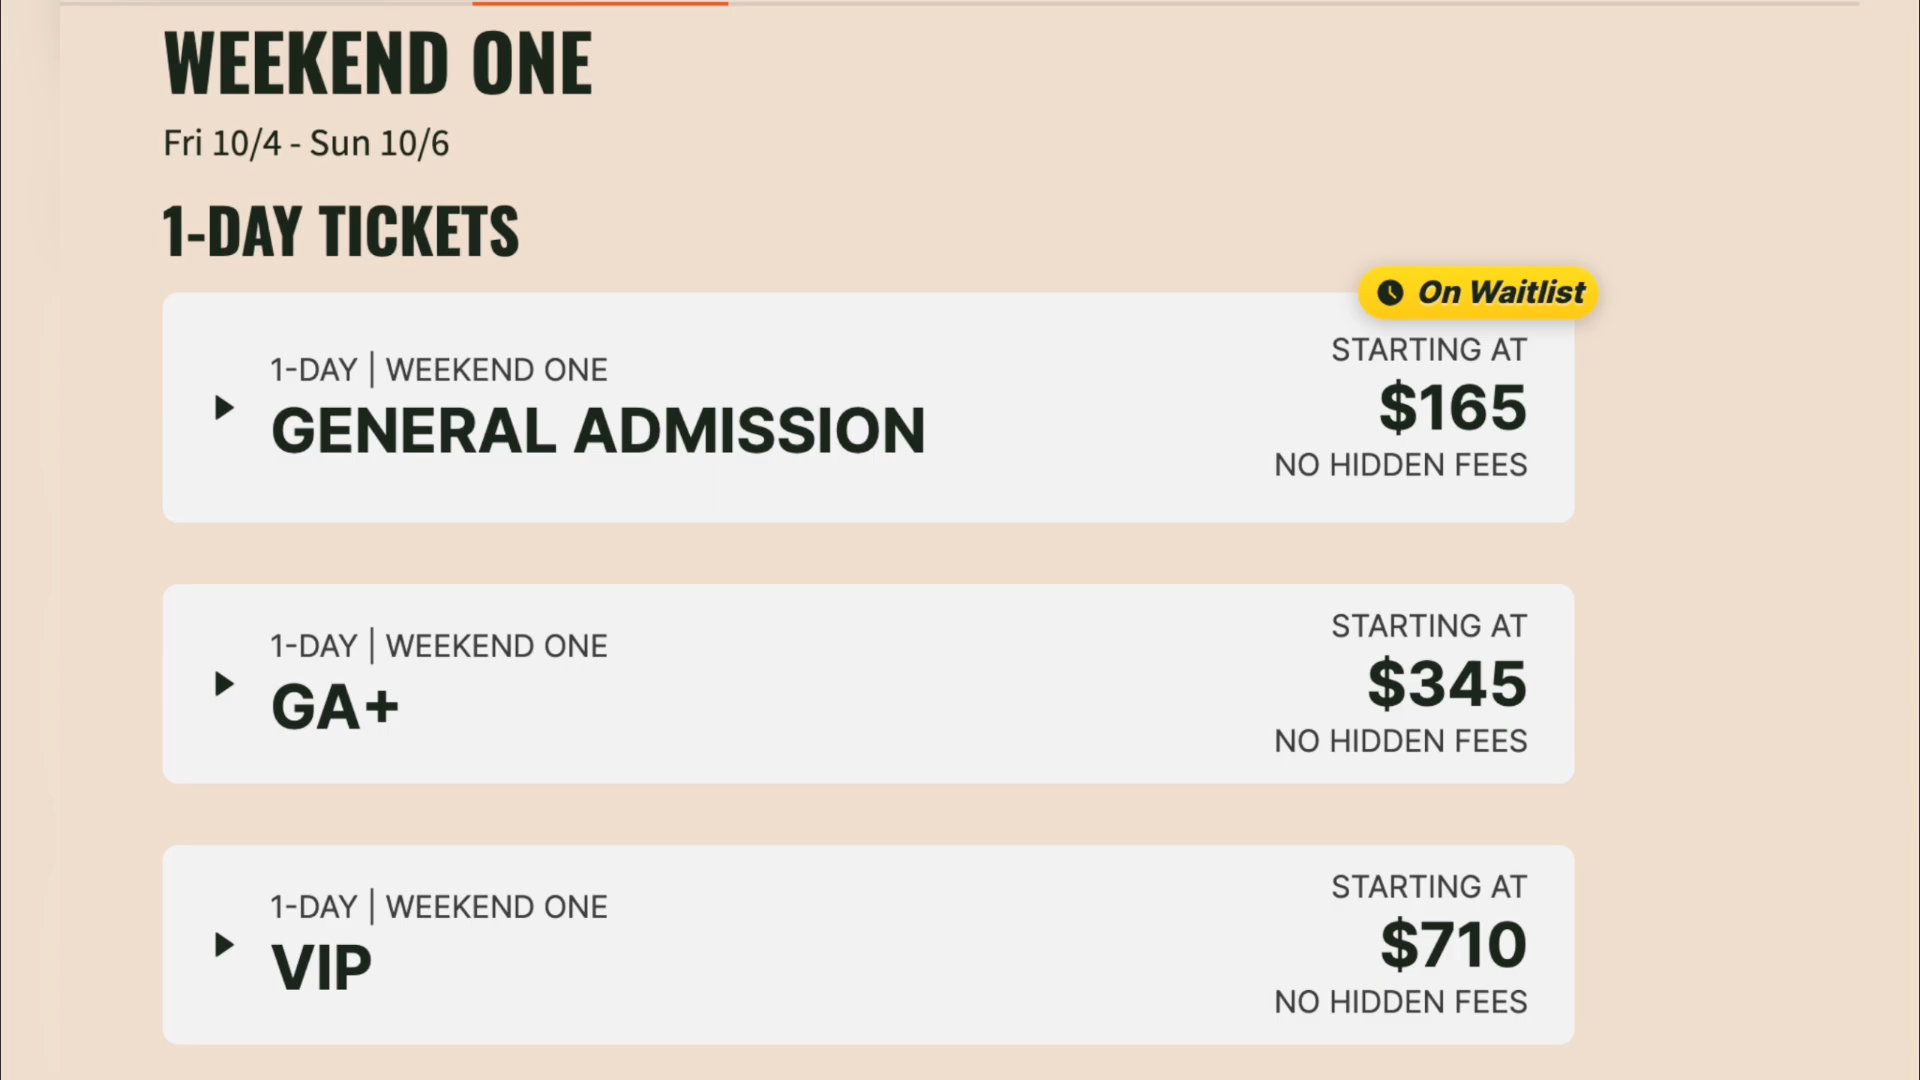 WEEKEND ONE
Fri 10/4 - Sun 10/6
1-DAY TICKETS
On Waitlist
1-DAY | WEEKEND ONE
GENERAL ADMISSION
STARTING AT
$165
NO HIDDEN FEES
1-DAY | WEEKEND ONE
GA+
STARTING AT
$345
NO HIDDEN FEES
1-DAY | WEEKEND ONE
VIP
STARTING AT
$710
NO HIDDEN FEES